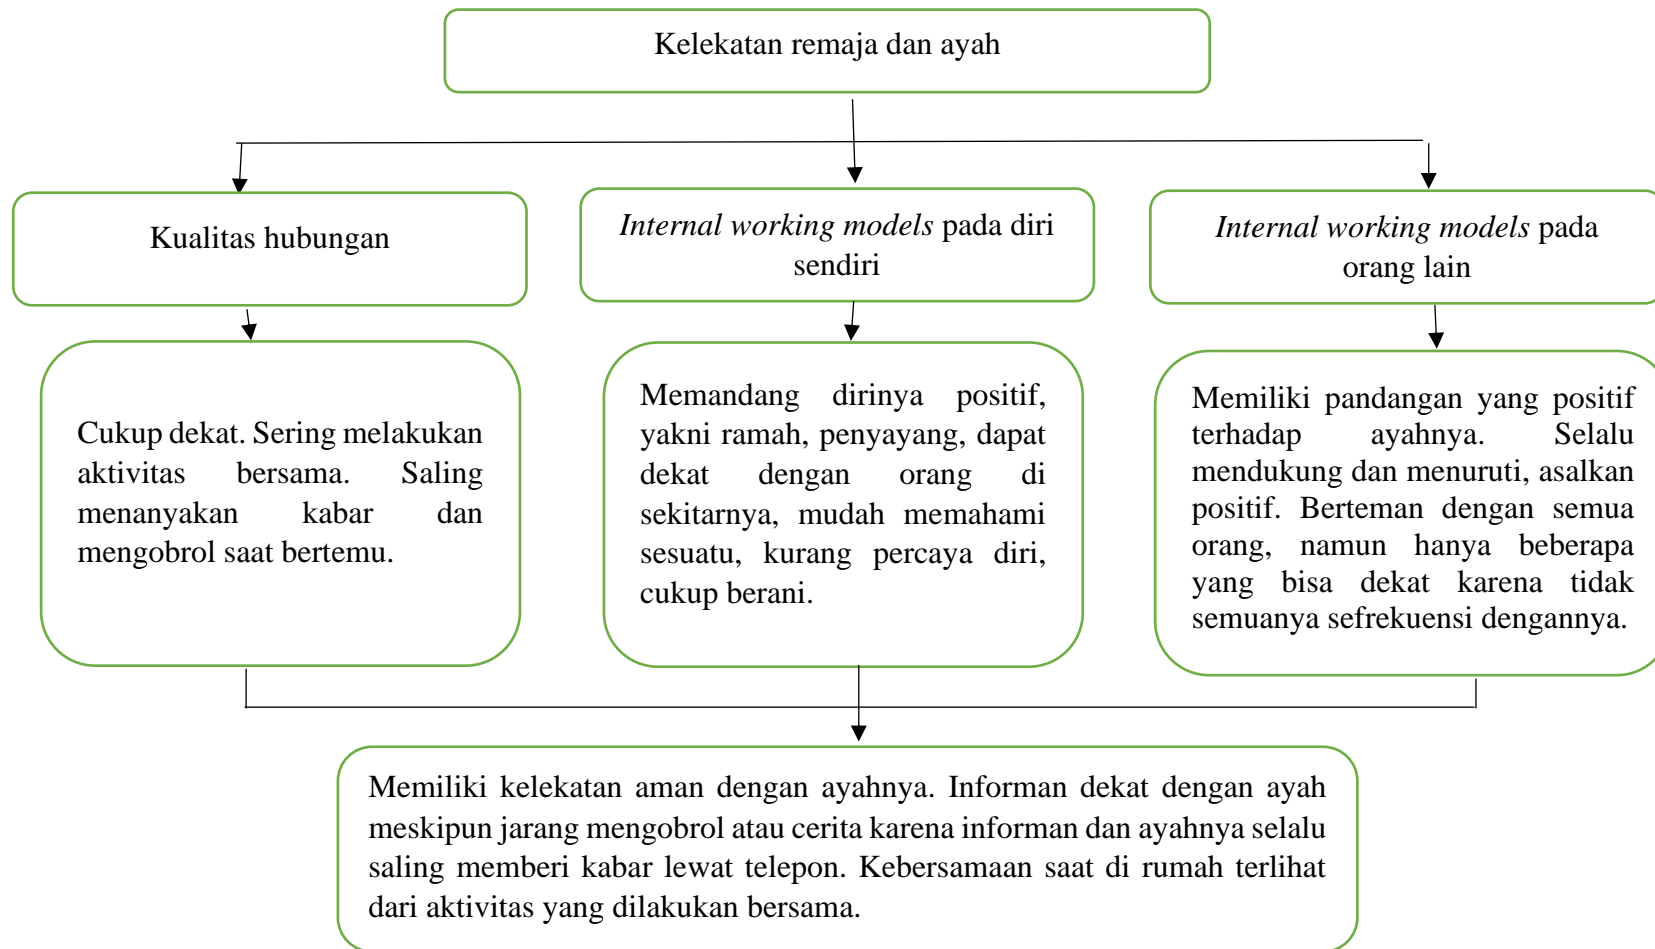 Kelekatan remaja dan ayah
Kualitas hubungan
Internal working models pada diri
sendiri
Internal working models pada
orang lain
Cukup dekat. Sering melakukan
aktivitas bersama. Saling
menanyakan kabar dan
mengobrol saat bertemu.
Memandang dirinya positif,
yakni ramah, penyayang, dapat
dekat dengan orang di
sekitarnya, mudah memahami
sesuatu, kurang percaya diri,
cukup berani.
Memiliki pandangan yang positif
terhadap ayahnya. Selalu
mendukung dan menuruti, asalkan
positif. Berteman dengan semua
orang, namun hanya beberapa
yang bisa dekat karena tidak
semuanya sefrekuensi dengannya.
Memiliki kelekatan aman dengan ayahnya. Informan dekat dengan ayah
meskipun jarang mengobrol atau cerita karena informan dan ayahnya selalu
saling memberi kabar lewat telepon. Kebersamaan saat di rumah terlihat
dari aktivitas yang dilakukan bersama.